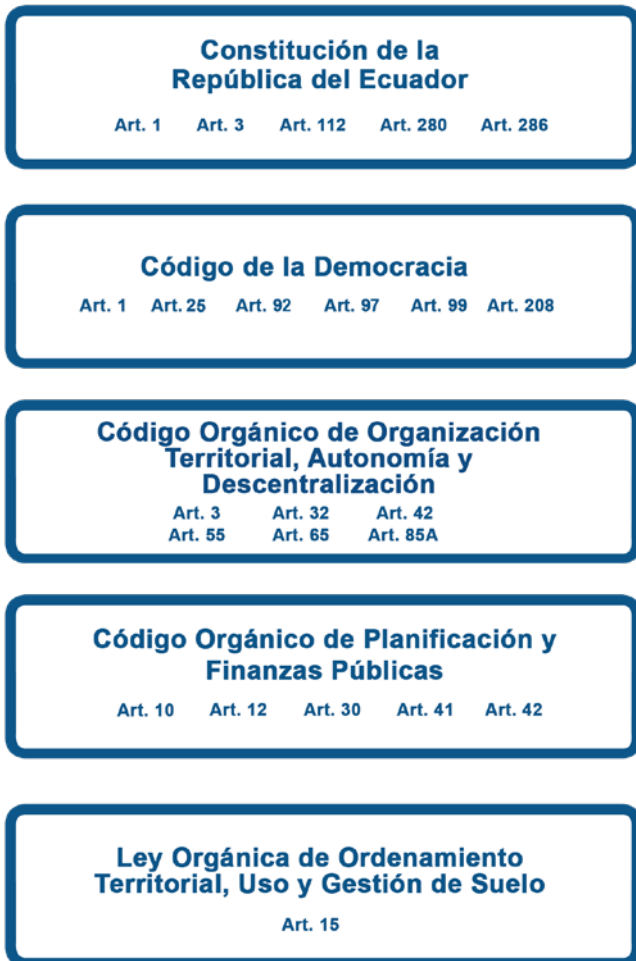 Constitución de la
República del Ecuador
Art. 1 Art. 3 Art. 112 Art. 280 Art. 286
Código de la Democracia
Art. 1 Art. 25 Art. 92 Art. 97 Art. 99 Art. 208
Código Orgánico de Organización
Territorial, Autonomía y
Descentralización
Art. 3 Art. 32 Art. 42
Art. 55 Art. 65 Art. 85A
Código Orgánico de Planificación y
Finanzas Públicas
Art. 10 Art. 12 Art. 30 Art. 41 Art. 42
Ley Orgánica de Ordenamiento
Territorial, Uso y Gestión de Suelo
Art. 15